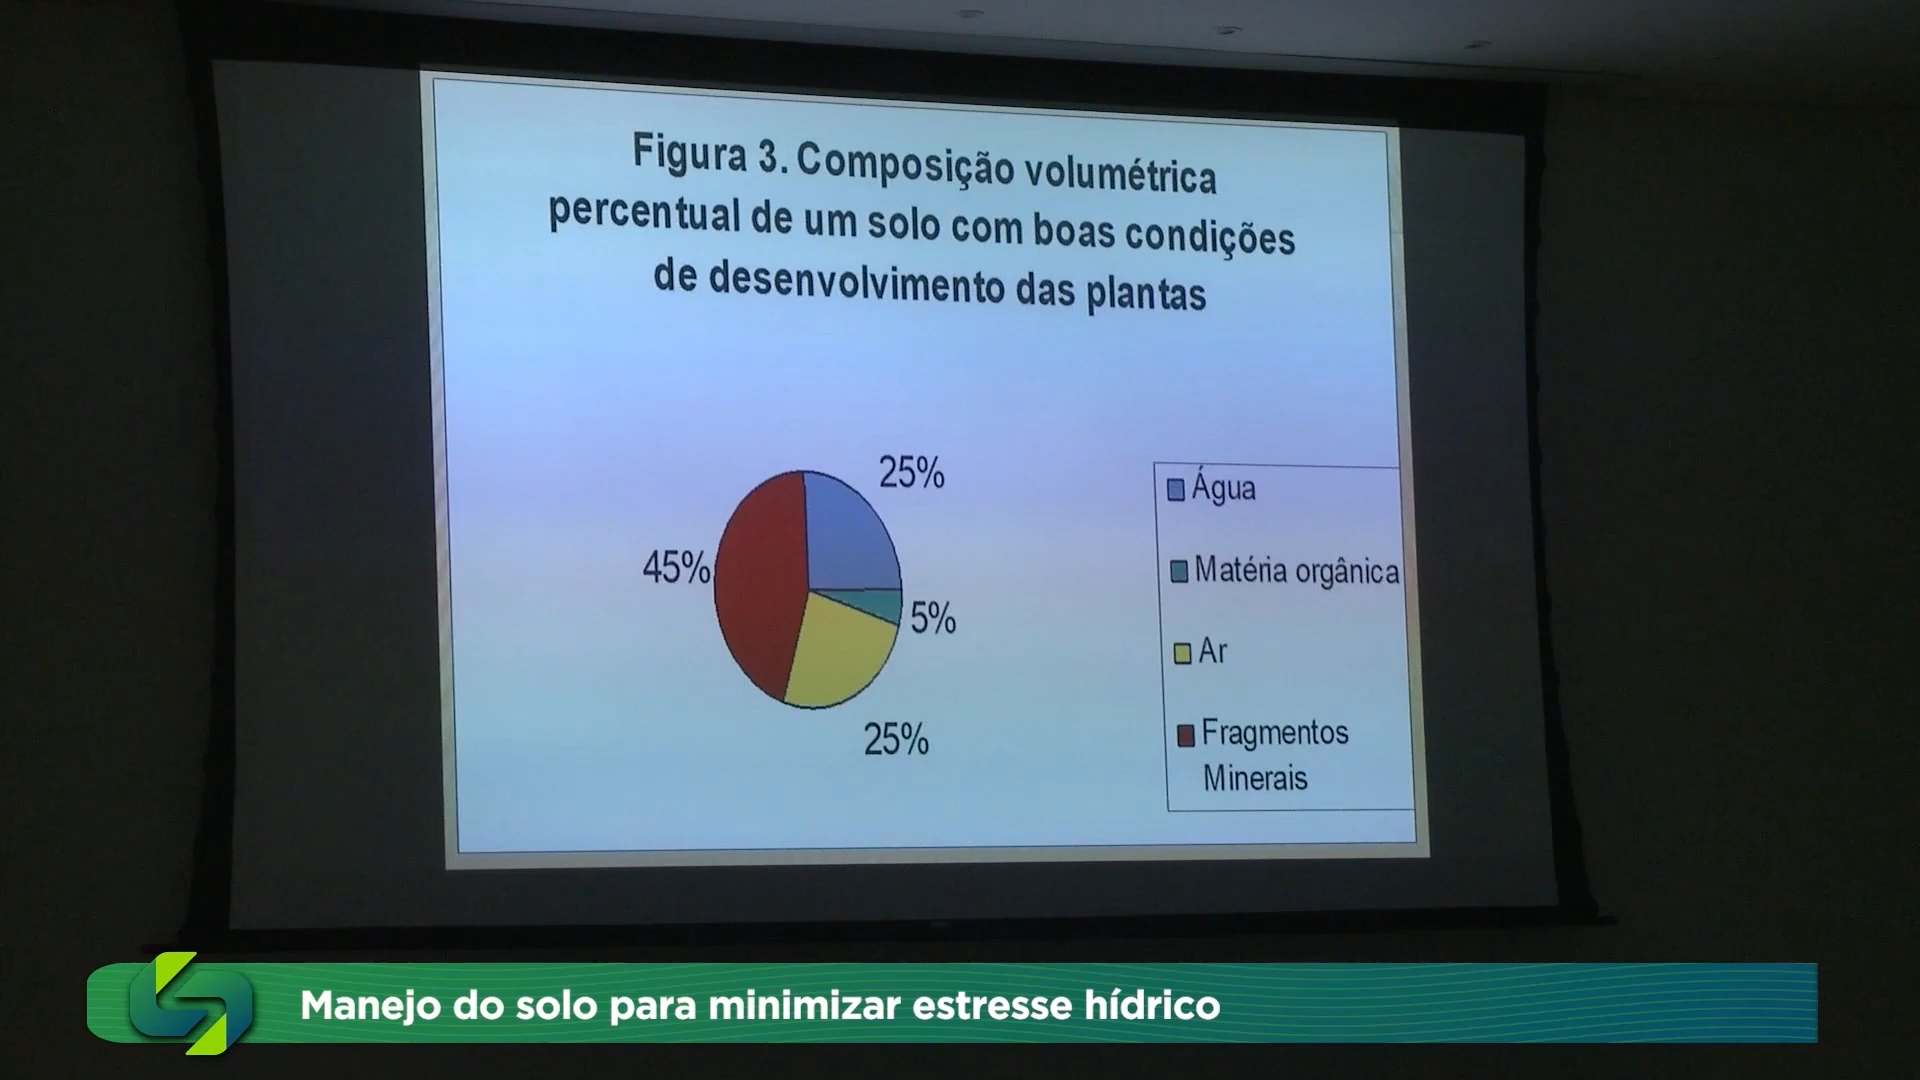 Figura 3. Composição volumétrica
percentual de um solo com boas condições
de desenvolvimento das plantas
25%
45%
5%
25%
Água
Matéria orgânica
Ar
Fragmentos
Minerais
Manejo do solo para minimizar estresse hídrico